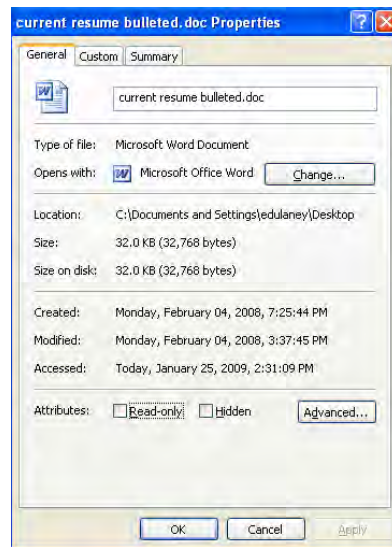 current resume bulleted.doc Properties
General Custom Summary
current resume bulleted.doc
Type of file: Microsoft Word Document
Opens with: Microsoft Office Word Change...
Location: C:\Documents and Settings\edulaney\Desktop
Size: 32.0 KB (32,768 bytes)
Size on disk: 32.0 KB (32,768 bytes)
Created: Monday, February 04, 2008, 7:25:44 PM
Modified: Monday, February 04, 2008, 3:37:45 PM
Accessed: Today, January 25, 2009, 2:31:09 PM
Attributes: Read-only Hidden Advanced...
OK Cancel Apply